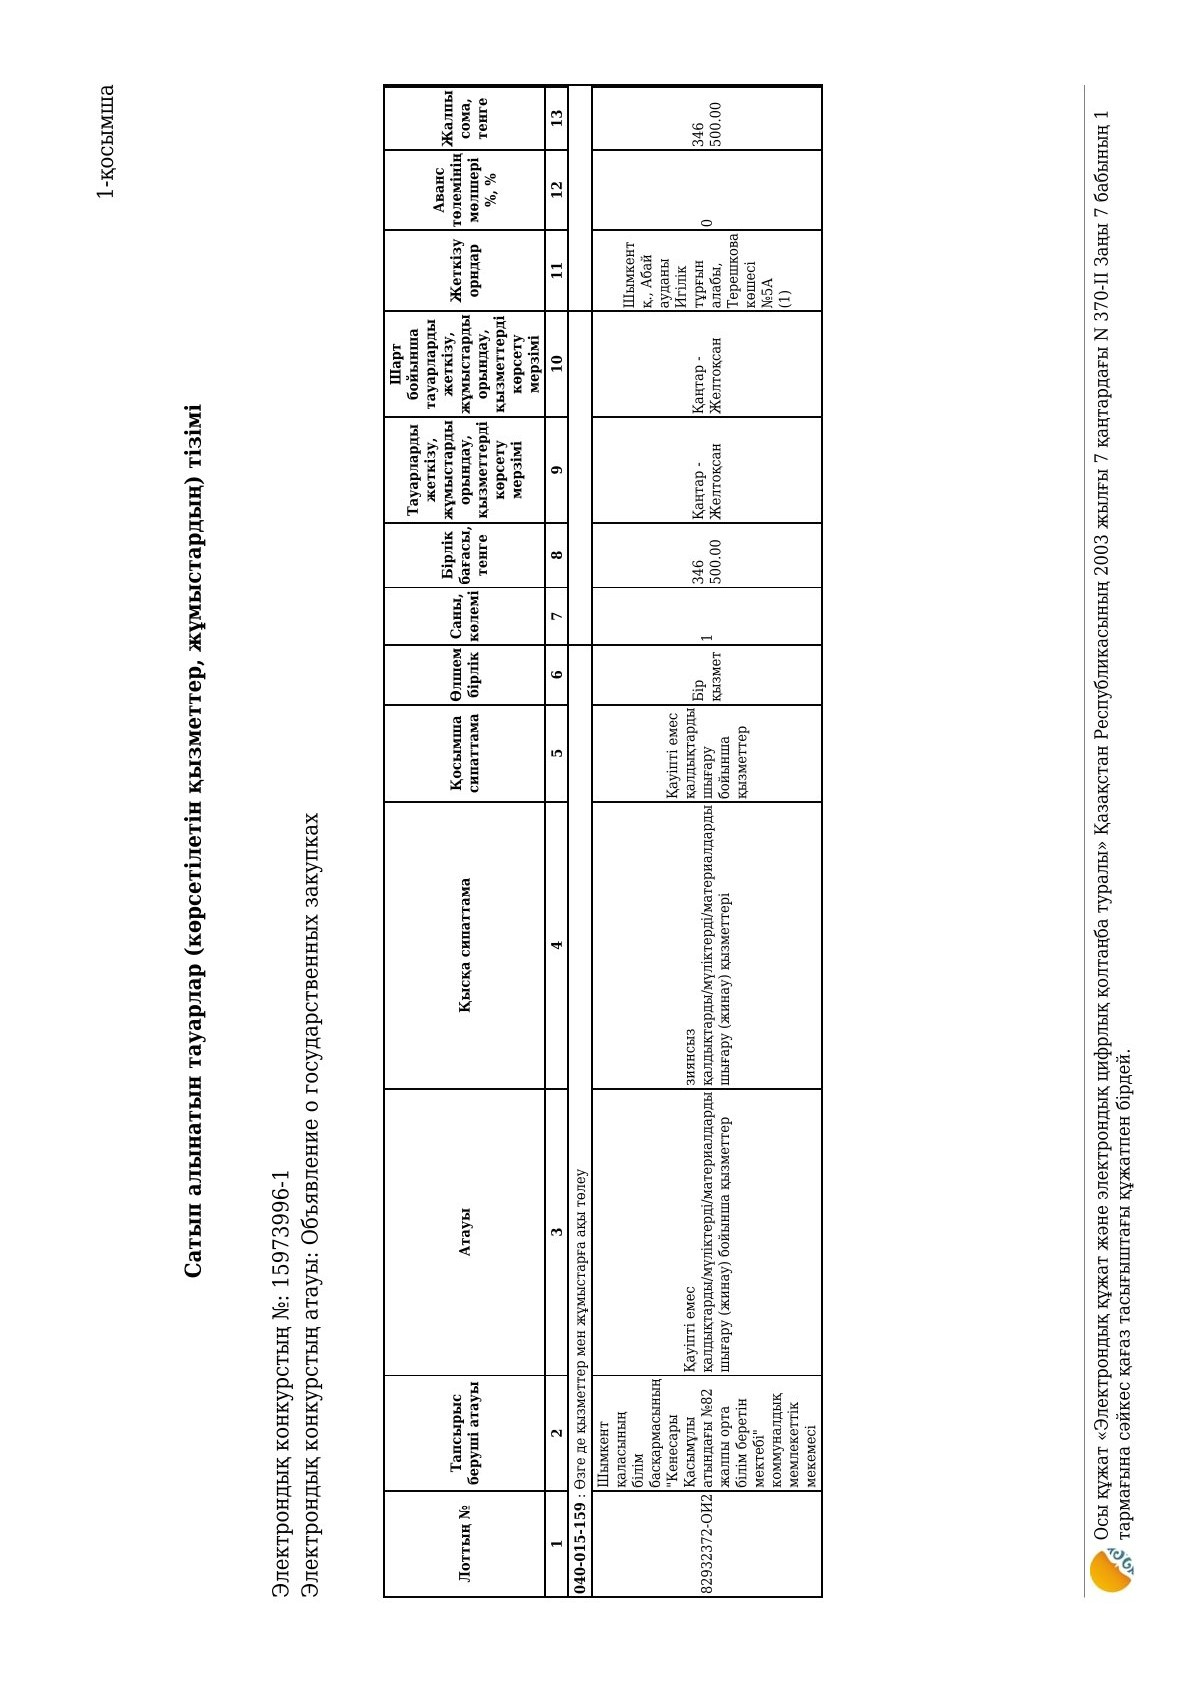 1-қосымша
Сатып алынатын тауарлар (көрсетілетін қызметтер, жұмыстардың) тізімі
Электрондық конкурстың №: 15973996-1
Электрондық конкурстың атауы: Объявление о государственных закупках
Лоттың №
Тапсырыс
беруші атауы
Атауы
Қысқа сипаттама
Қосымша
сипаттама
Өлшем
бірлік
Саны,
көлемі
Бірлік
бағасы,
тенге
Тауарларды
жеткізу,
жұмыстарды
орындау,
қызметтерді
көрсету
мерзімі
Шарт
бойынша
тауарларды
жеткізу,
жұмыстарды
орындау,
қызметтерді
көрсету
мерзімі
Жеткізу
орндар
Аванс
төлемінің
мөлшері
%, %
Жалпы
сома,
тенге
1 2 3 4 5 6 7 8 9 10 11 12 13
040-015-159 : Өзге де қызметтер мен жұмыстарға ақы төлеу
82932372-ОИ2
Шымкент
қаласының
білім
басқармасының
"Кенесары
Қасымұлы
атындағы №82
жалпы орта
білім беретін
мектебі"
коммуналдық
мемлекеттік
мекемесі
Қауіпті емес
қалдықтарды/мүліктерді/материалдарды
шығару (жинау) бойынша қызметтер
зиянсыз
қалдықтарды/мүліктерді/материалдарды
шығару (жинау) қызметтері
Қауіпті емес
қалдықтарды
шығару
бойынша
қызметтер
Бір
қызмет
1
346
500.00
Қаңтар -
Желтоқсан
Қаңтар -
Желтоқсан
Шымкент
қ., Абай
ауданы
Игілік
тұрғын
алабы,
Терешкова
көшесі
№5А
(1)
0
346
500.00
Осы құжат «Электрондық құжат және электрондық цифрлық қолтаңба туралы» Қазақстан Республикасының 2003 жылғы 7 қаңтардағы N 370-II Заңы 7 бабының 1
тармағына сәйкес қағаз тасығыштағы құжатпен бірдей.